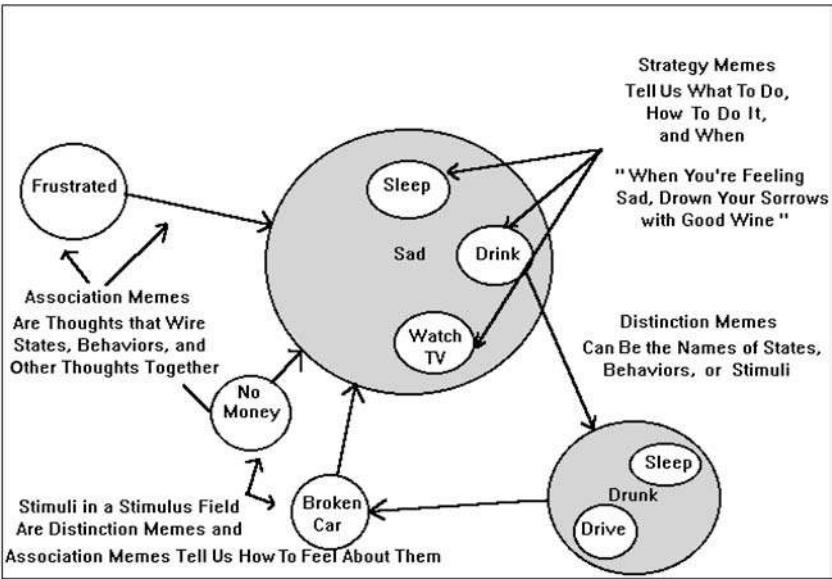 Strategy Memes
Tell Us What To Do,
How To Do It,
and When
" When You're Feeling
Sad, Drown Your Sorrows
with Good Wine "
Frustrated
Sleep
Sad
Drink
Watch
TV
Association Memes
Are Thoughts that Wire
States, Behaviors, and
Other Thoughts Together
Distinction Memes
Can Be the Names of States,
Behaviors, or Stimuli
No
Money
Broken
Car
Sleep
Drunk
Drive
Stimuli in a Stimulus Field
Are Distinction Memes and
Association Memes Tell Us How To Feel About Them